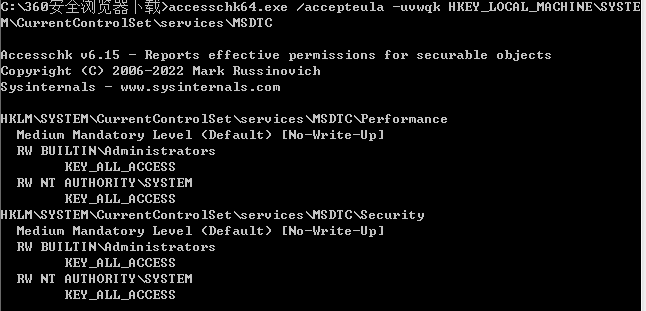 C:\360安全浏览器下载>accesschk64.exe /accepteula -uvwqk HKEY_LOCAL_MACHINE\SYSTE
M\CurrentControlSet\services\MSDTC
Accesschk v6.15 - Reports effective permissions for securable objects
Copyright (C) 2006-2022 Mark Russinovich
Sysinternals - www.sysinternals.com
HKLM\SYSTEM\CurrentControlSet\services\MSDTC\Performance
Medium Mandatory Level (Default) [No-Write-Up]
RW BUILTIN\Administrators
KEY_ALL_ACCESS
RW NT AUTHORITY\SYSTEM
KEY_ALL_ACCESS
HKLM\SYSTEM\CurrentControlSet\services\MSDTC\Security
Medium Mandatory Level (Default) [No-Write-Up]
RW BUILTIN\Administrators
KEY_ALL_ACCESS
RW NT AUTHORITY\SYSTEM
KEY_ALL_ACCESS